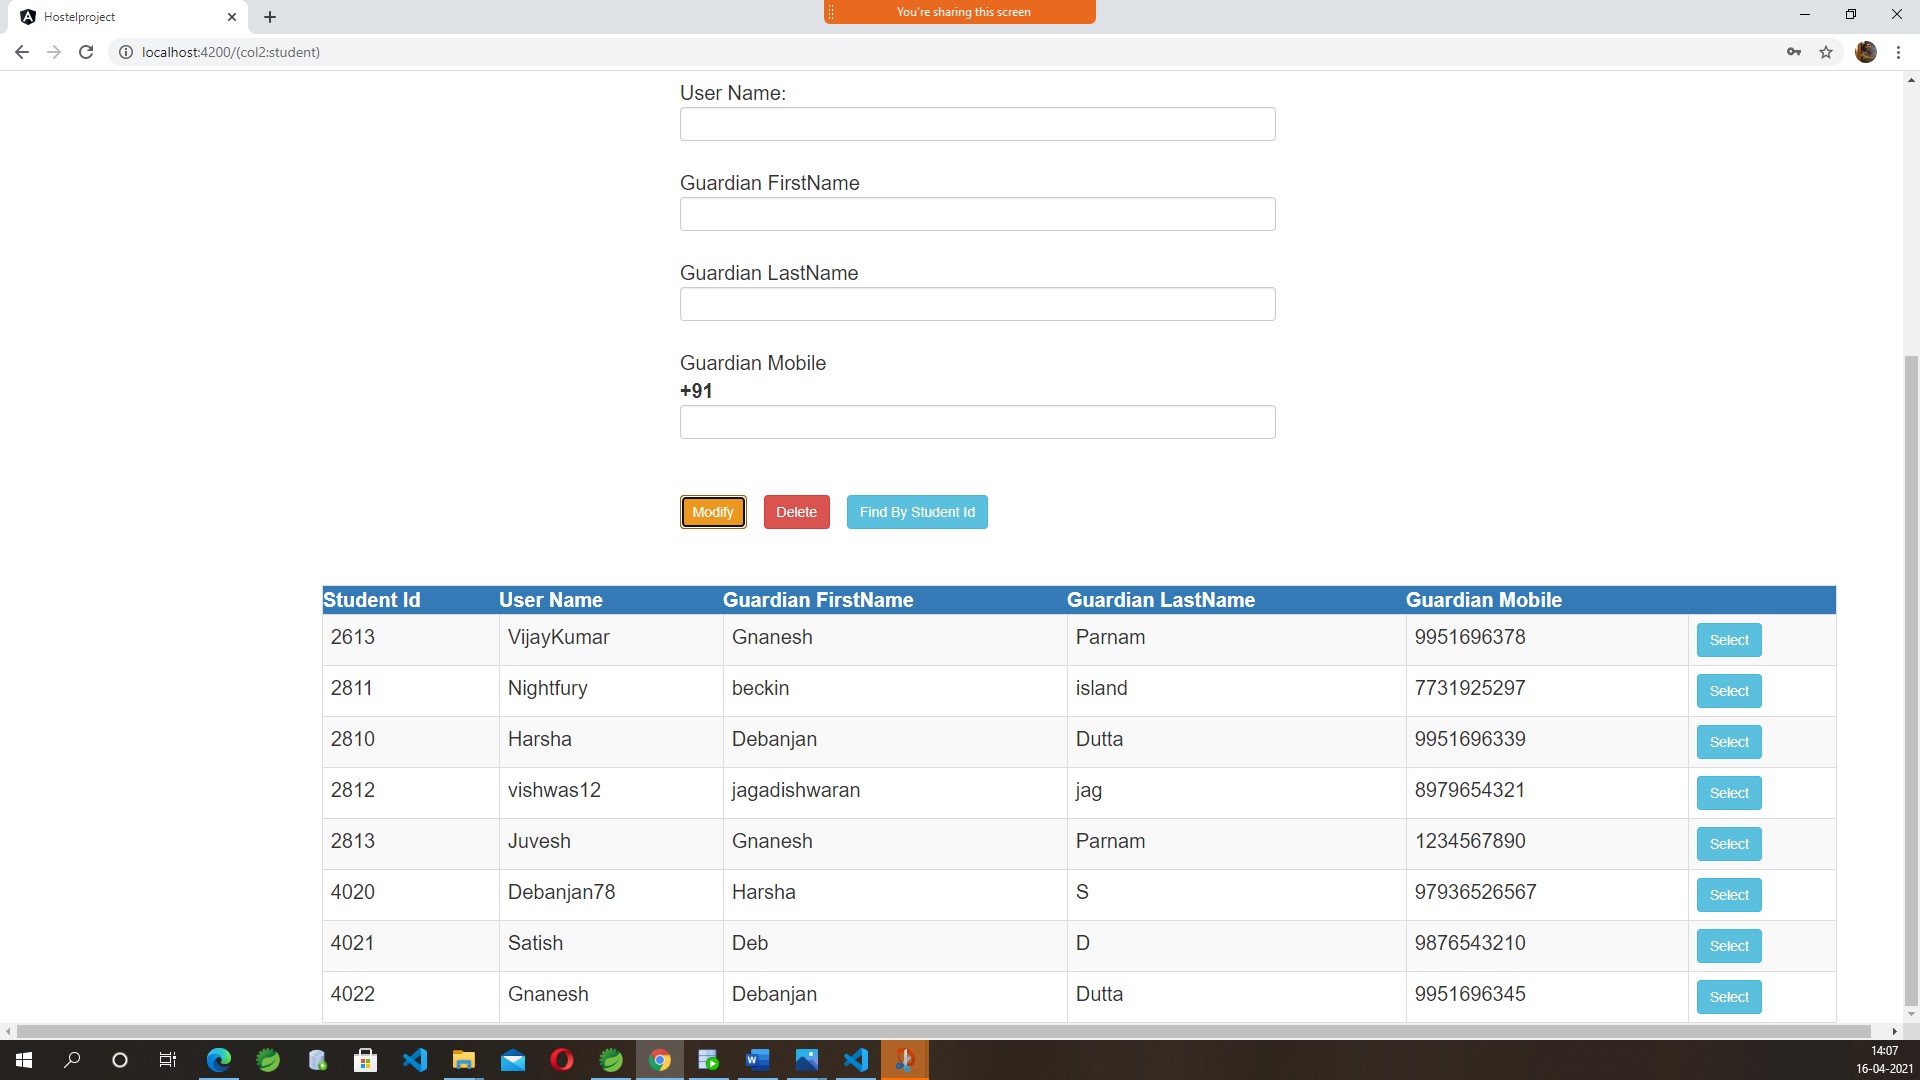 Hostelproject
You're sharing this screen
localhost:4200/(col2:student)
User Name:
Guardian FirstName
Guardian LastName
Guardian Mobile
+91
Modify Delete Find By Student Id
Student Id User Name Guardian FirstName Guardian LastName Guardian Mobile
2613 VijayKumar Gnanesh Parnam 9951696378 Select
2811 Nightfury beckin island 7731925297 Select
2810 Harsha Debanjan Dutta 9951696339 Select
2812 vishwas12 jagadishwaran jag 8979654321 Select
2813 Juvesh Gnanesh Parnam 1234567890 Select
4020 Debanjan78 Harsha S 97936526567 Select
4021 Satish Deb D 9876543210 Select
4022 Gnanesh Debanjan Dutta 9951696345 Select
14:07
16-04-2021